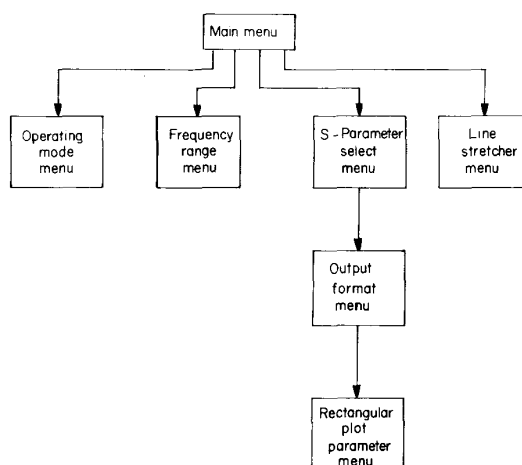 Main menu
Operating
mode
menu
Frequency
range
menu
S-Parameter
select
menu
Line
stretcher
menu
Output
format
menu
Rectangular
plot
parameter
menu